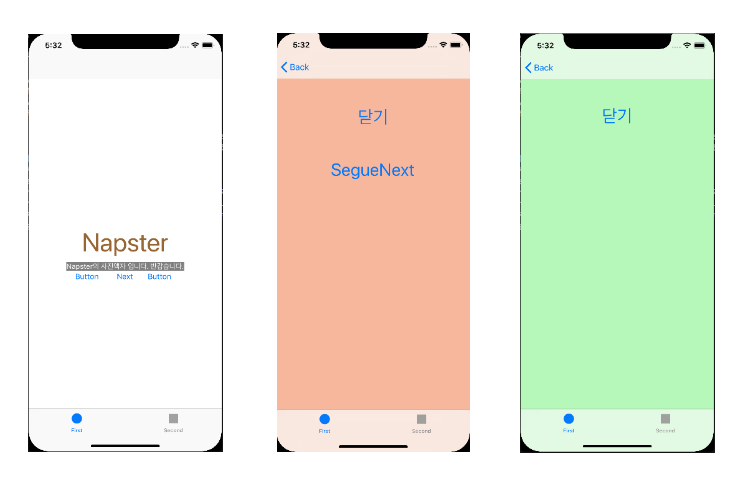 5:32
Napster
Napster의 사진액자 입니다. 반갑습니다.
Button Next Button
First Second
5:32
Back
닫기
SegueNext
First Second
5:32
Back
닫기
First Second